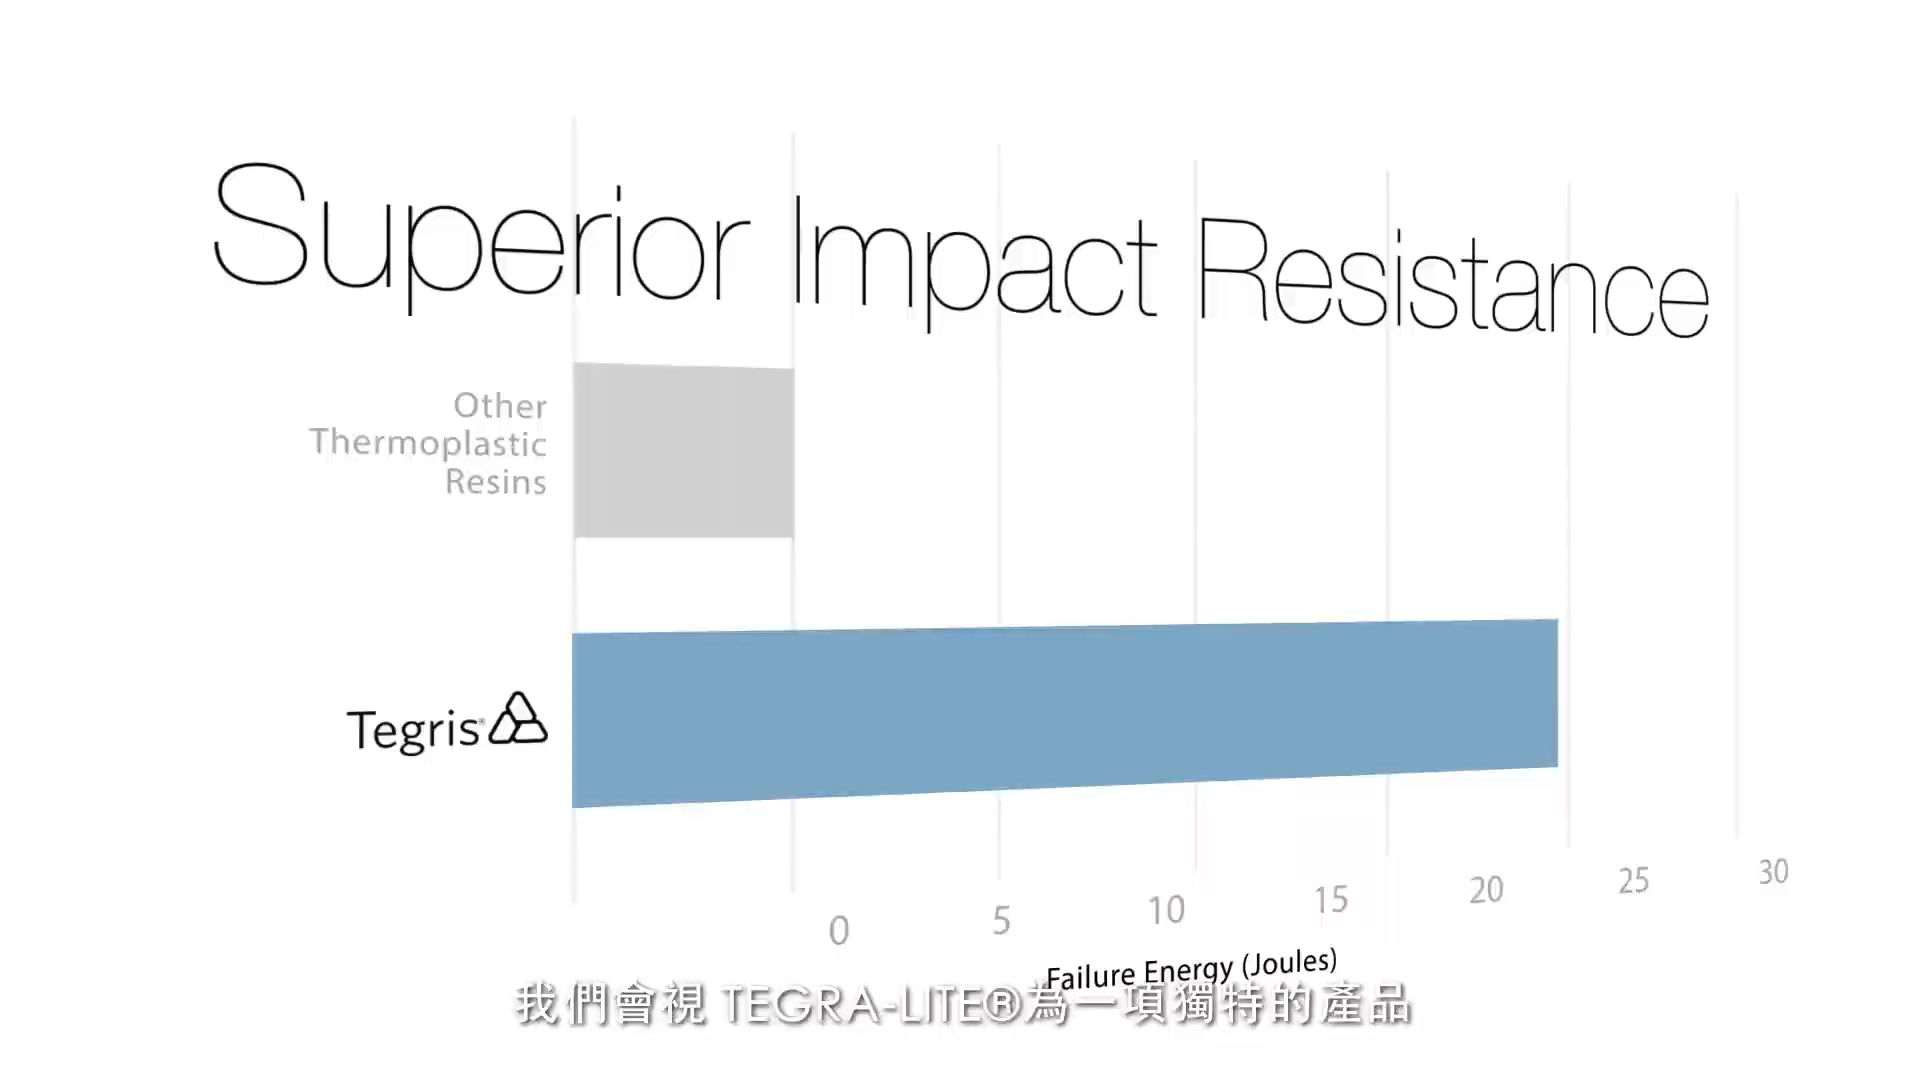 Superior Impact Resistance
Other
Thermoplastic
Resins
Tegris®
0 5 10 15 20 25 30
Failure Energy (Joules)
我們會視 TEGRA-LITE®為一項獨特的產品